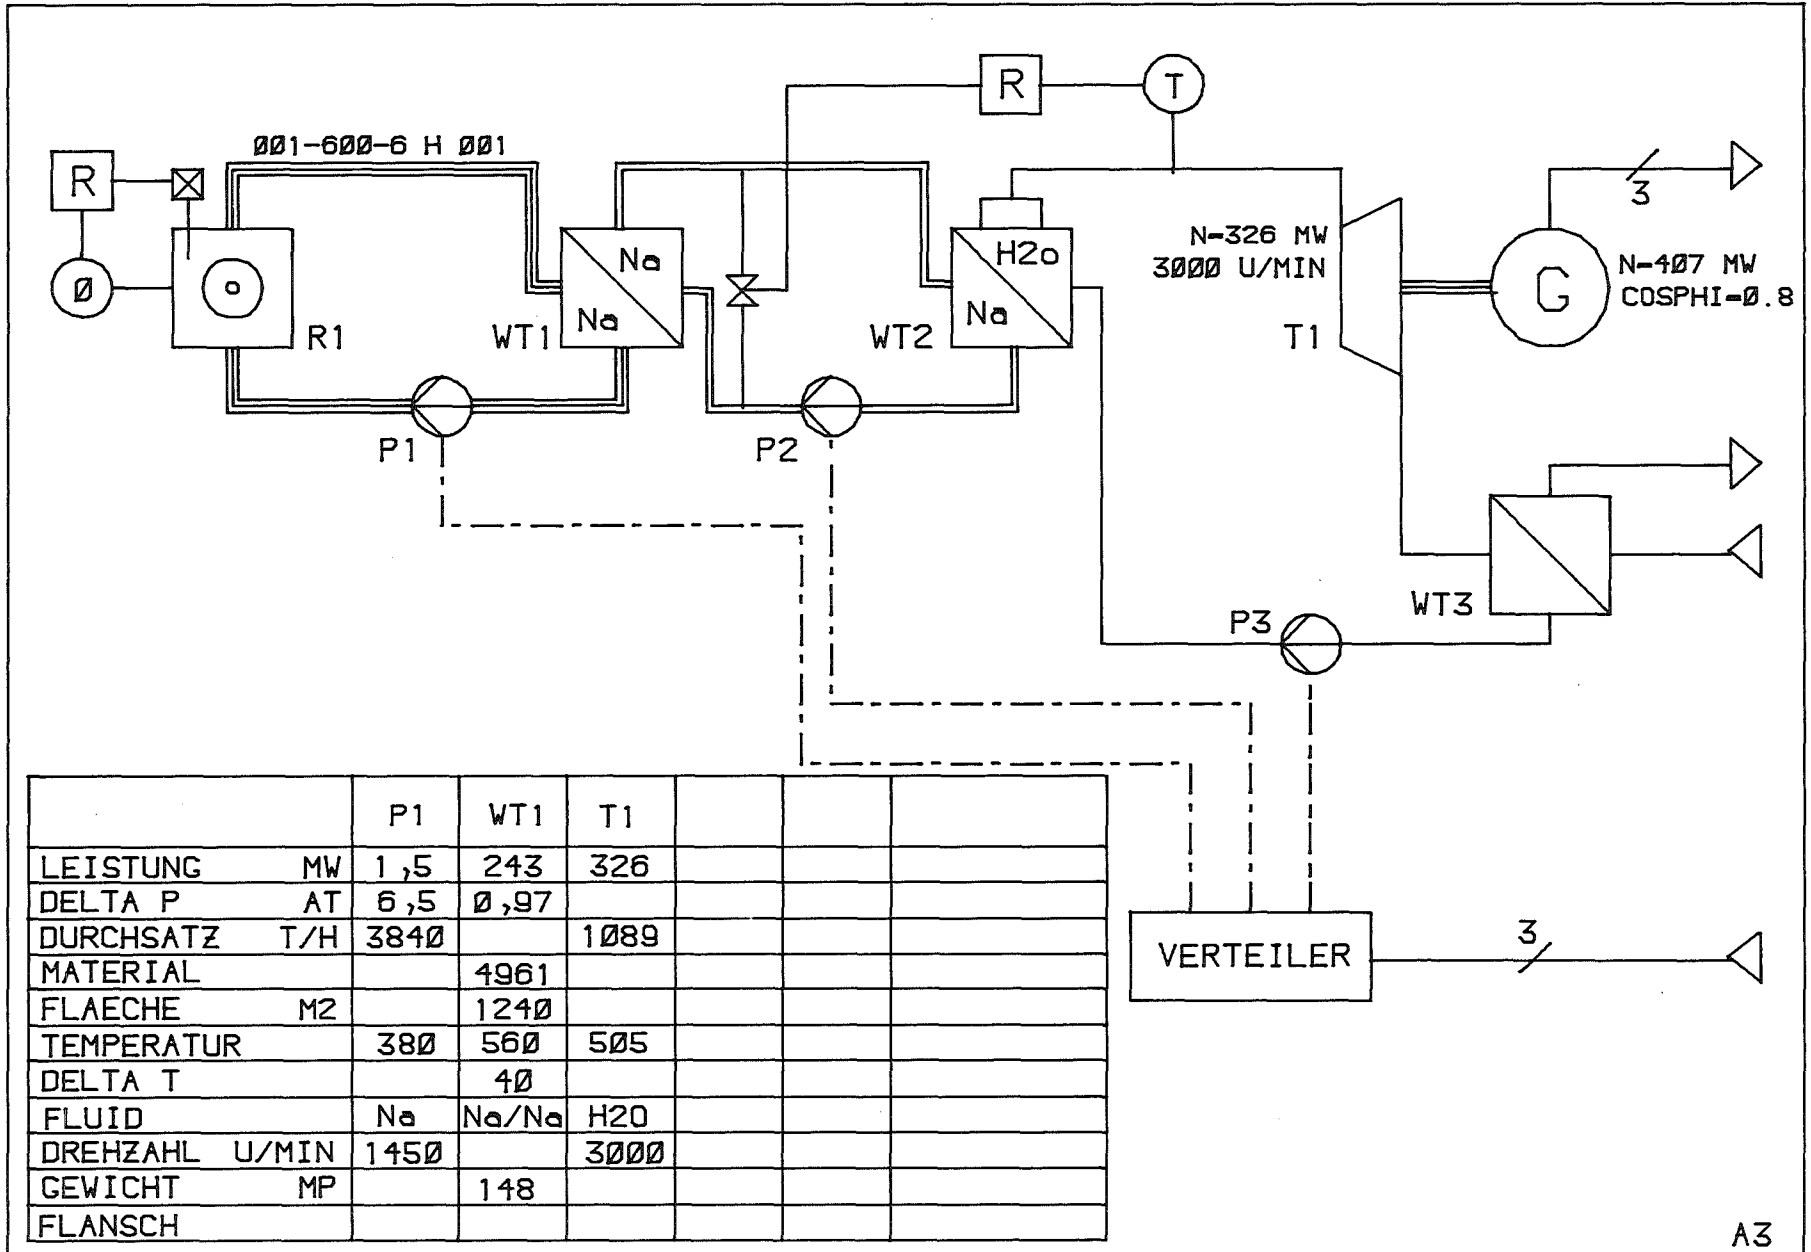 R
T
001-600-6 H 001
R
3
Na
H2o
N-326 MW
3000 U/MIN
N-407 MW
COSPHI-0.8
Ø
G
Na
Na
R1
WT1
WT2
T1
P1
P2
WT3
P3
P1 WT1 T1
LEISTUNG MW 1,5 243 326
DELTA P AT 6,5 0,97
DURCHSATZ T/H 3840 1089
MATERIAL 4961
FLAECHE M2 1240
TEMPERATUR 380 560 505
DELTA T 40
FLUID Na Na/Na H2O
DREHZAHL U/MIN 1450 3000
GEWICHT MP 148
FLANSCH
VERTEILER
3
A3